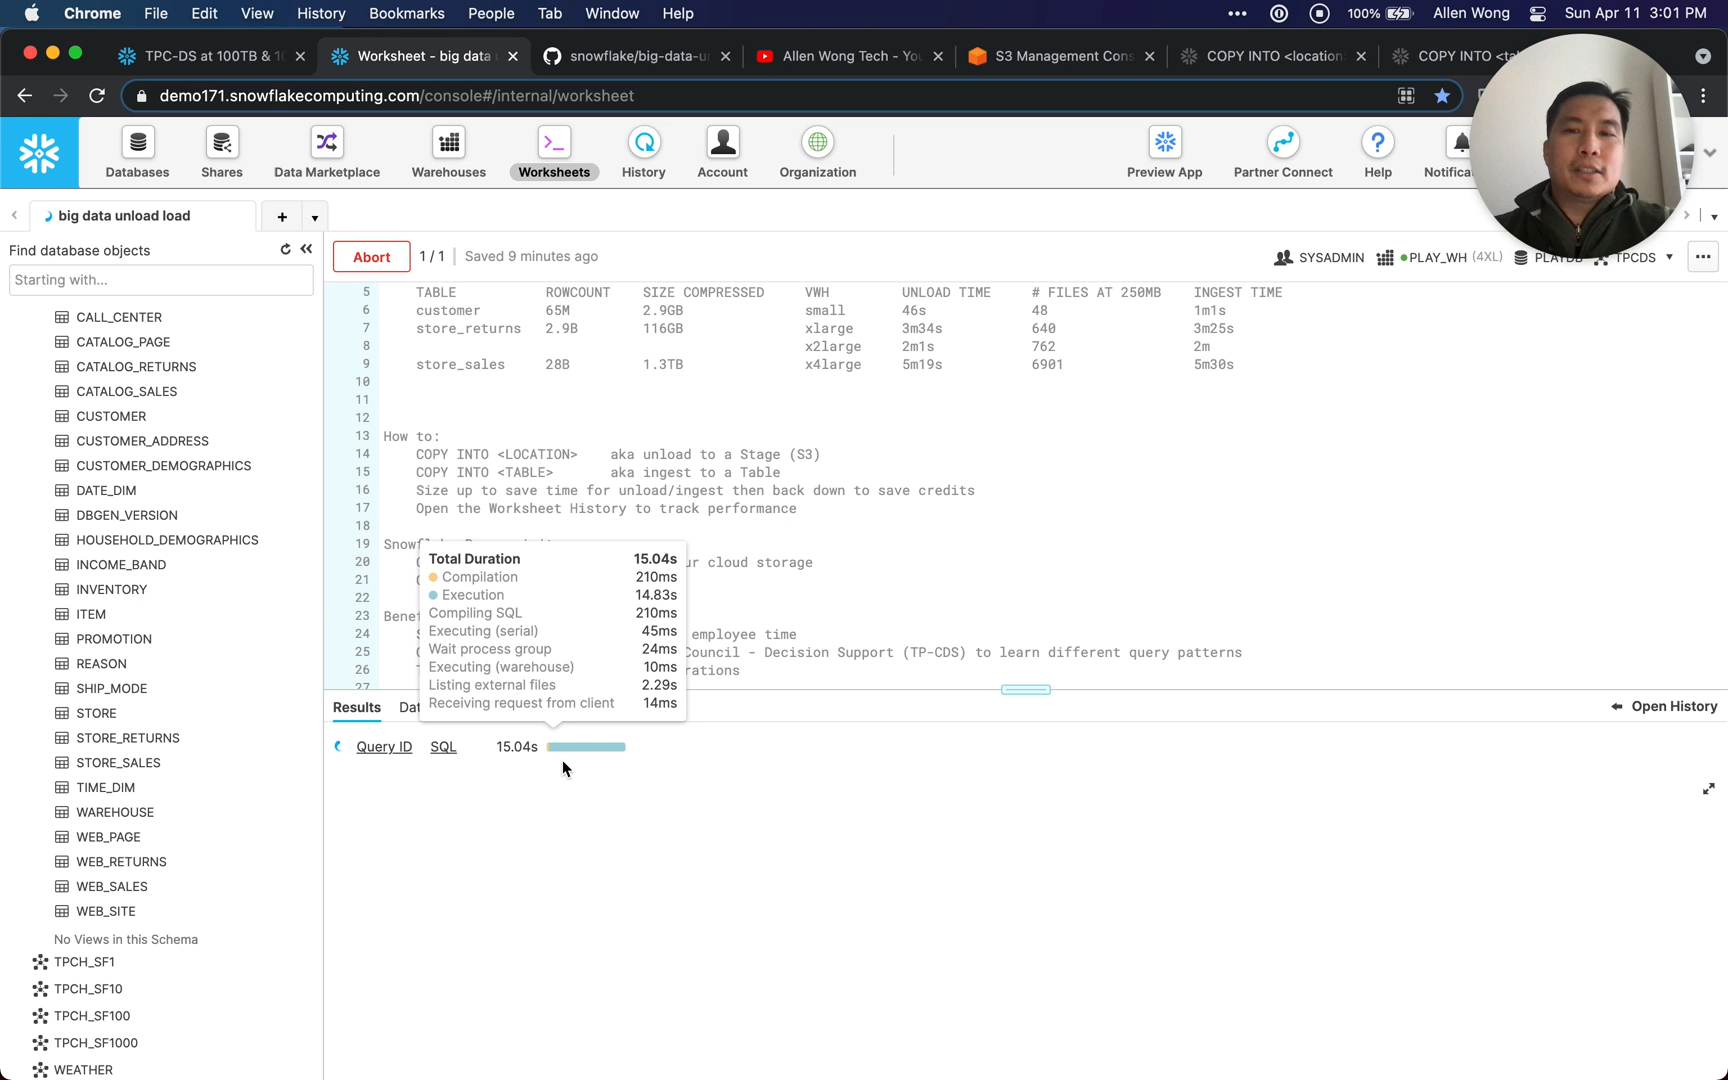 Chrome File Edit View History Bookmarks People Tab Window Help 100% Allen Wong Sun Apr 11 3:01 PM
TPC-DS at 100TB & 1 Worksheet - big data snowflake/big-data-u Allen Wong Tech - Yo S3 Management Con COPY INTO <location COPY INTO <ta
demo171.snowflakecomputing.com/console#/internal/worksheet
Databases Shares Data Marketplace Warehouses Worksheets History Account Organization Preview App Partner Connect Help Notifica
big data unload load
Find database objects
Starting with...
Abort 1 / 1 Saved 9 minutes ago SYSADMIN PLAY_WH (4XL) PLAYDB TPCDS
CALL_CENTER
CATALOG_PAGE
CATALOG_RETURNS
CATALOG_SALES
CUSTOMER
CUSTOMER_ADDRESS
CUSTOMER_DEMOGRAPHICS
DATE_DIM
DBGEN_VERSION
HOUSEHOLD_DEMOGRAPHICS
INCOME_BAND
INVENTORY
ITEM
PROMOTION
REASON
SHIP_MODE
STORE
STORE_RETURNS
STORE_SALES
TIME_DIM
WAREHOUSE
WEB_PAGE
WEB_RETURNS
WEB_SALES
WEB_SITE
No Views in this Schema
TPCH_SF1
TPCH_SF10
TPCH_SF100
TPCH_SF1000
WEATHER
5 TABLE ROWCOUNT SIZE COMPRESSED VWH UNLOAD TIME # FILES AT 250MB INGEST TIME
6 customer 65M 2.9GB small 46s 48 1m1s
7 store_returns 2.9B 116GB xlarge 3m34s 640 3m25s
8 x2large 2m1s 762 2m
9 store_sales 28B 1.3TB x4large 5m19s 6901 5m30s
10
11
12
13 How to:
14 COPY INTO <LOCATION> aka unload to a Stage (S3)
15 COPY INTO <TABLE> aka ingest to a Table
16 Size up to save time for unload/ingest then back down to save credits
17 Open the Worksheet History to track performance
18
19 Snow
20 ur cloud storage
21
22
23 Bene
24 employee time
25 Council - Decision Support (TP-CDS) to learn different query patterns
26 rations
27
Total Duration 15.04s
Compilation 210ms
Execution 14.83s
Compiling SQL 210ms
Executing (serial) 45ms
Wait process group 24ms
Executing (warehouse) 10ms
Listing external files 2.29s
Receiving request from client 14ms
Results Dat Open History
Query ID SQL 15.04s